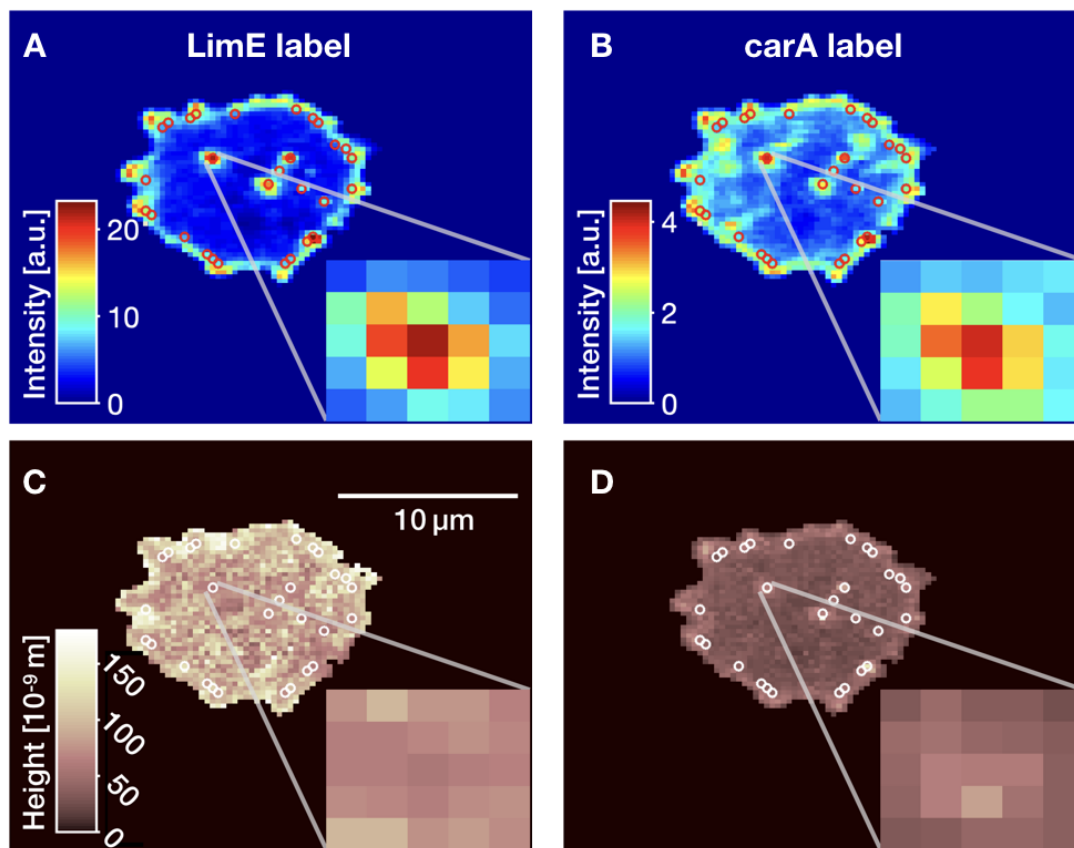 A
LimE label
B
carA label
Intensity [a.u.]
20
10
0
Intensity [a.u.]
4
2
0
C
10 µm
D
Height [10⁻⁹ m]
150
100
50
0